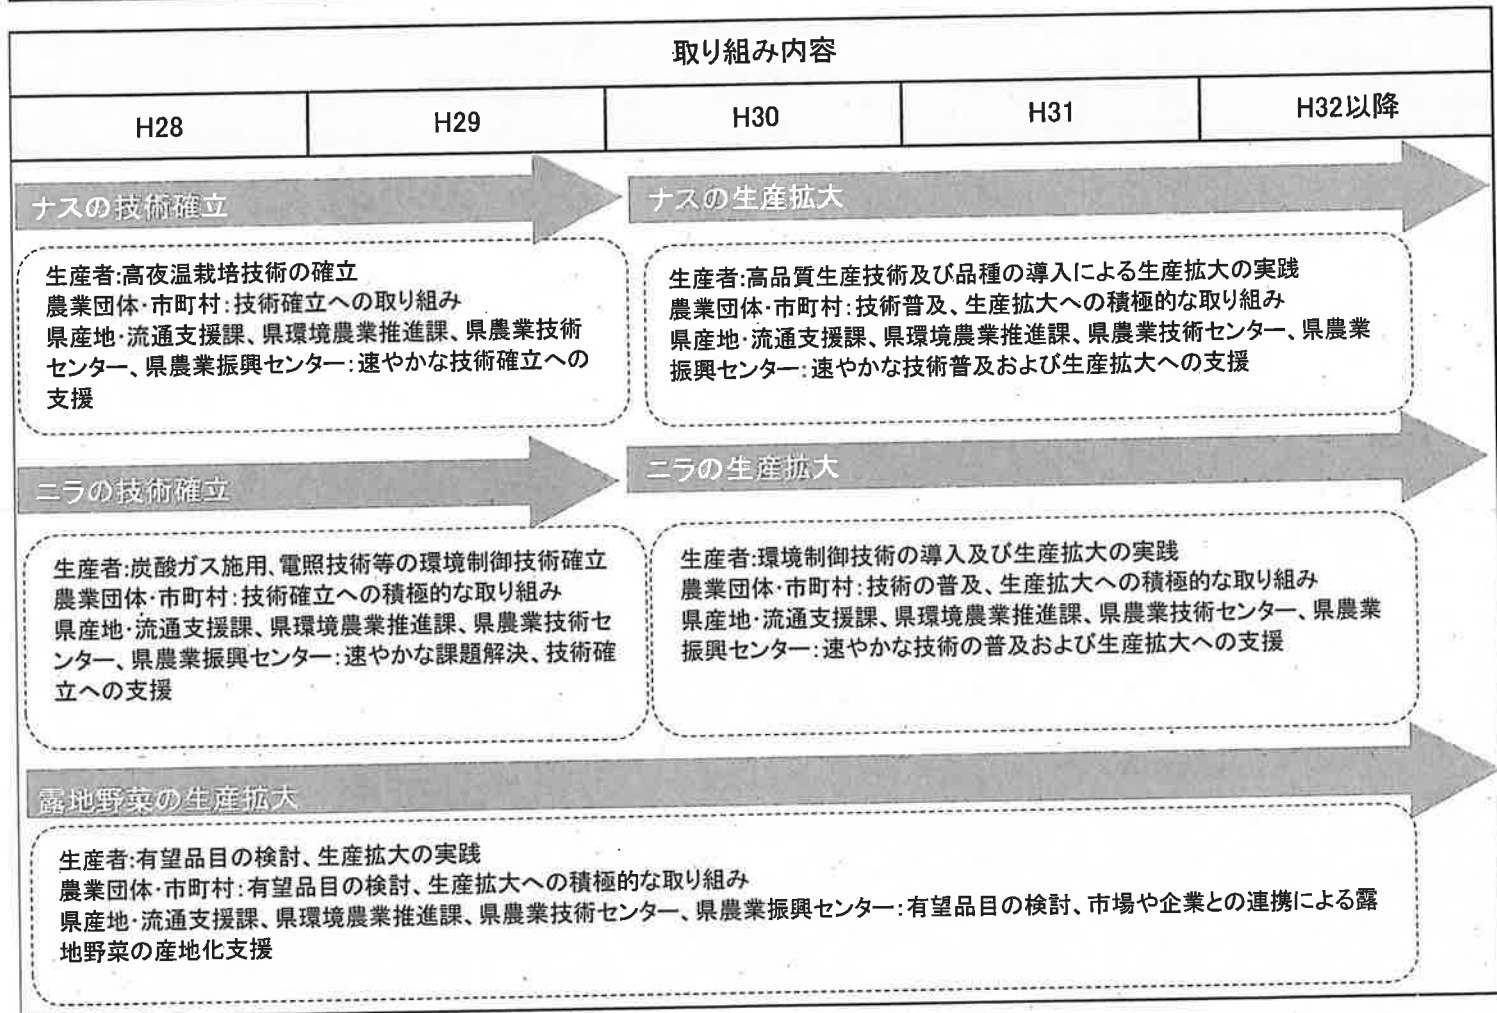 取り組み内容
H28
H29
H30
H31
H32以降
ナスの技術確立
生産者:高夜温栽培技術の確立
農業団体・市町村:技術確立への取り組み
県産地・流通支援課、県環境農業推進課、県農業技術
センター、県農業振興センター:速やかな技術確立への
支援
ナスの生産拡大
生産者:高品質生産技術及び品種の導入による生産拡大の実践
農業団体・市町村:技術普及、生産拡大への積極的な取り組み
県産地・流通支援課、県環境農業推進課、県農業技術センター、県農業
振興センター:速やかな技術普及および生産拡大への支援
ニラの技術確立
生産者:炭酸ガス施用、電照技術等の環境制御技術確立
農業団体・市町村:技術確立への積極的な取り組み
県産地・流通支援課、県環境農業推進課、県農業技術セ
ンター、県農業振興センター:速やかな課題解決、技術確
立への支援
ニラの生産拡大
生産者:環境制御技術の導入及び生産拡大の実践
農業団体・市町村:技術の普及、生産拡大への積極的な取り組み
県産地・流通支援課、県環境農業推進課、県農業技術センター、県農業
振興センター:速やかな技術の普及および生産拡大への支援
露地野菜の生産拡大
生産者:有望品目の検討、生産拡大の実践
農業団体・市町村:有望品目の検討、生産拡大への積極的な取り組み
県産地・流通支援課、県環境農業推進課、県農業技術センター、県農業振興センター:有望品目の検討、市場や企業との連携による露
地野菜の産地化支援